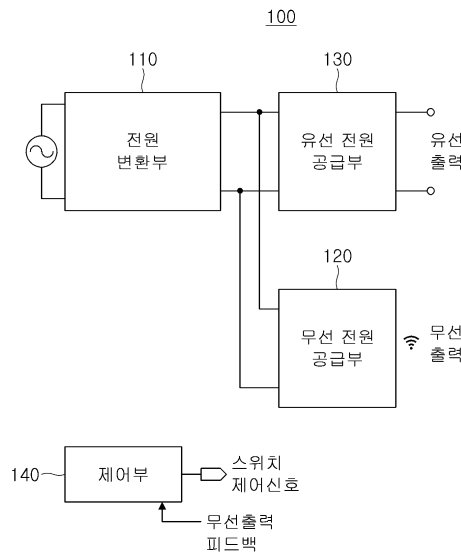 100
110
130
전원
변환부
유선 전원
공급부
유선
출력
120
무선 전원
공급부
무선
출력
140
제어부
스위치
제어신호
무선출력
피드백